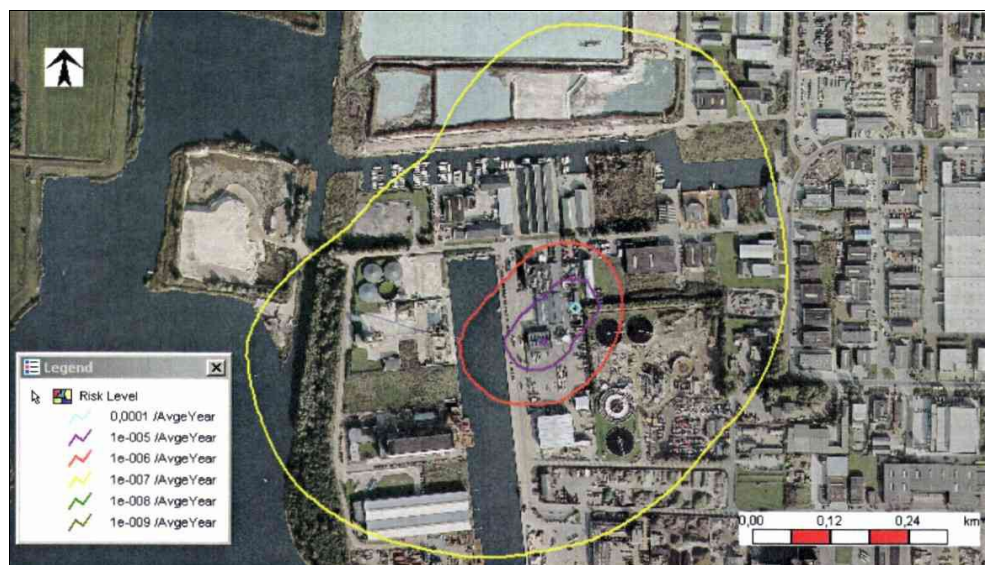 Legend
Risk Level
0,0001 /AvgeYear
1e-005 /AvgeYear
1e-006 /AvgeYear
1e-007 /AvgeYear
1e-008 /AvgeYear
1e-009 /AvgeYear
0,00 0,12 0,24 km